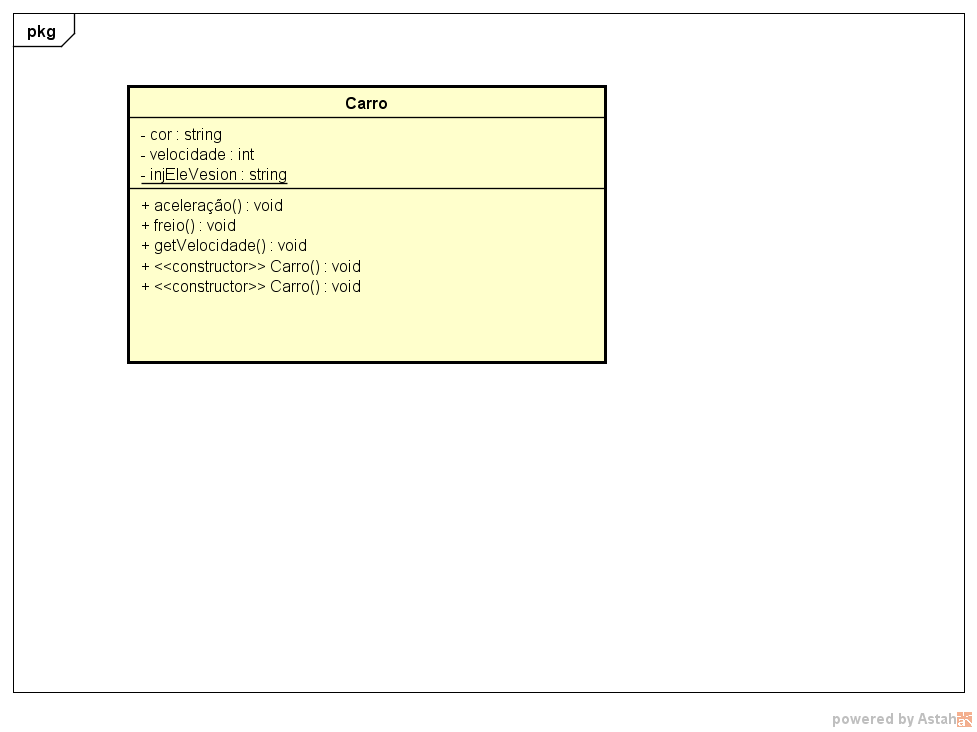 pkg
Carro
- cor : string
- velocidade : int
- injEleVesion : string
+ aceleração() : void
+ freio() : void
+ getVelocidade() : void
+ <<constructor>> Carro() : void
+ <<constructor>> Carro() : void
powered by Astah